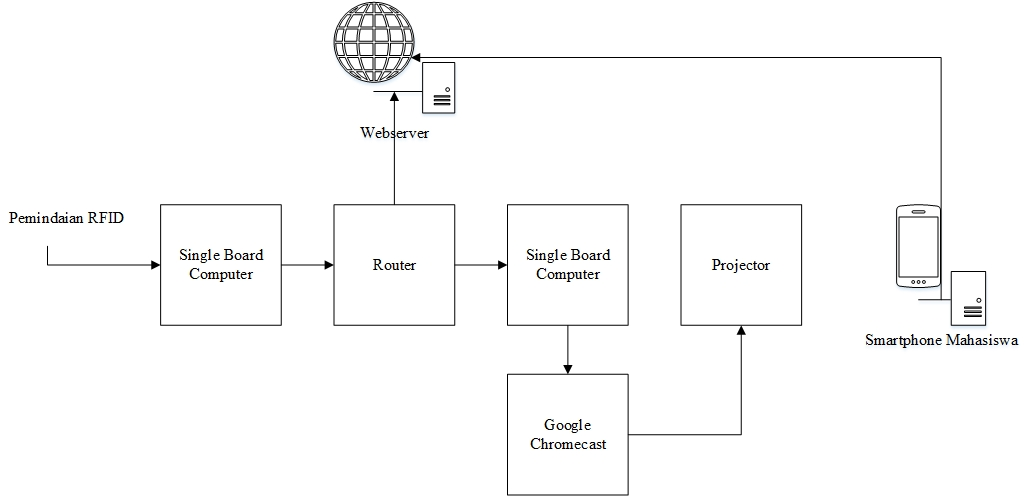 Webserver
Pemindaian RFID
Single Board
Computer
Router
Single Board
Computer
Projector
Smartphone Mahasiswa
Google
Chromecast